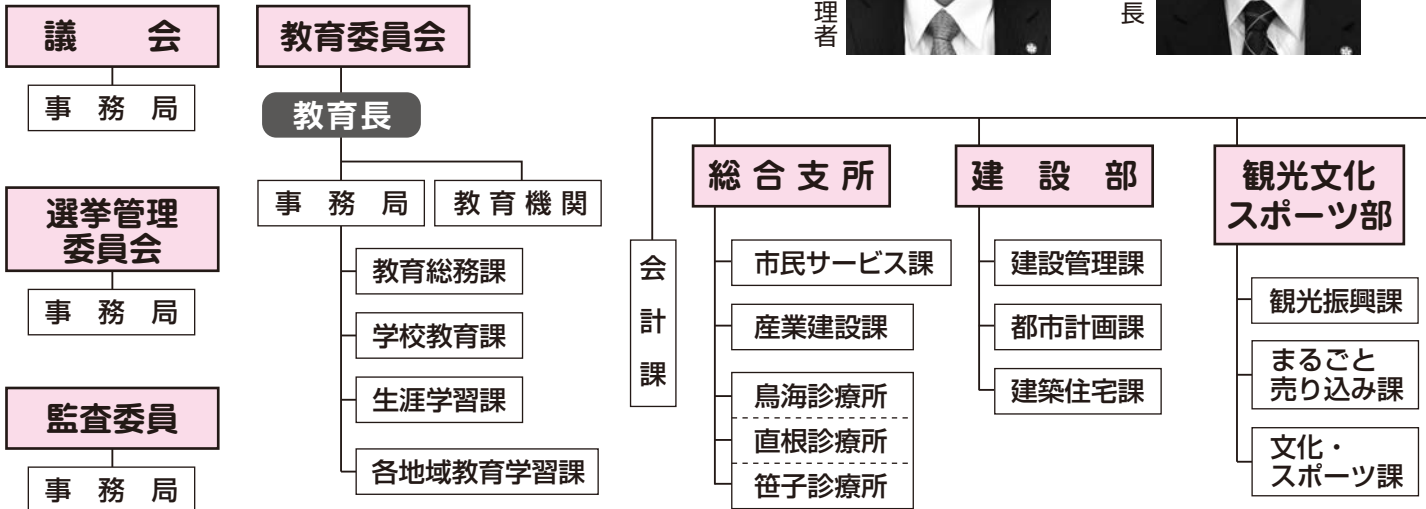 議会
事務局
選挙管理
委員会
事務局
監査委員
事務局
教育委員会
教育長
事務局
教育機関
教育総務課
学校教育課
生涯学習課
各地域教育学習課
理者
長
会計課
総合支所
市民サービス課
産業建設課
鳥海診療所
直根診療所
笹子診療所
建設部
建設管理課
都市計画課
建築住宅課
観光文化
スポーツ部
観光振興課
まるごと
売り込み課
文化・
スポーツ課